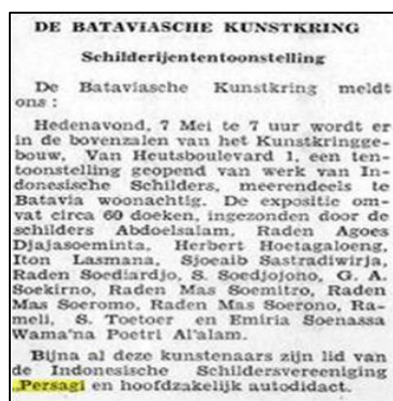 DE BATAVIASCHE KUNSTKRING
Schilderijententoonstelling
De Bataviasche Kunstkring meldt
ons :
Hedenavond, 7 Mei te 7 uur wordt er
in de bovenzalen van het Kunstkringge-
bouw, Van Heutsboulevard 1, een ten-
toonstelling geopend van werk van In-
donesische Schilders, meerendeels te
Batavia woonachtig. De expositie om-
vat circa 60 doeken, ingezonden door de
schilders Abdoelsalam, Raden Agoes
Djajasoeminta, Herbert Hoetagaloeng,
Iton Lasmana, Sjoeaib Sastradiwirja,
Raden Soediardjo, S. Soedjojono, G. A.
Soekirno, Raden Mas Soemitro, Raden
Mas Soeromo, Raden Mas Soerono, Ra-
meli, S. Toetoer en Emiria Soenassa
Wama'na Poetri Al'alam.
Bijna al deze kunstenaars zijn lid van
de Indonesische Schildersvereeniging
„Persagi en hoofdzakelijk autodidact.